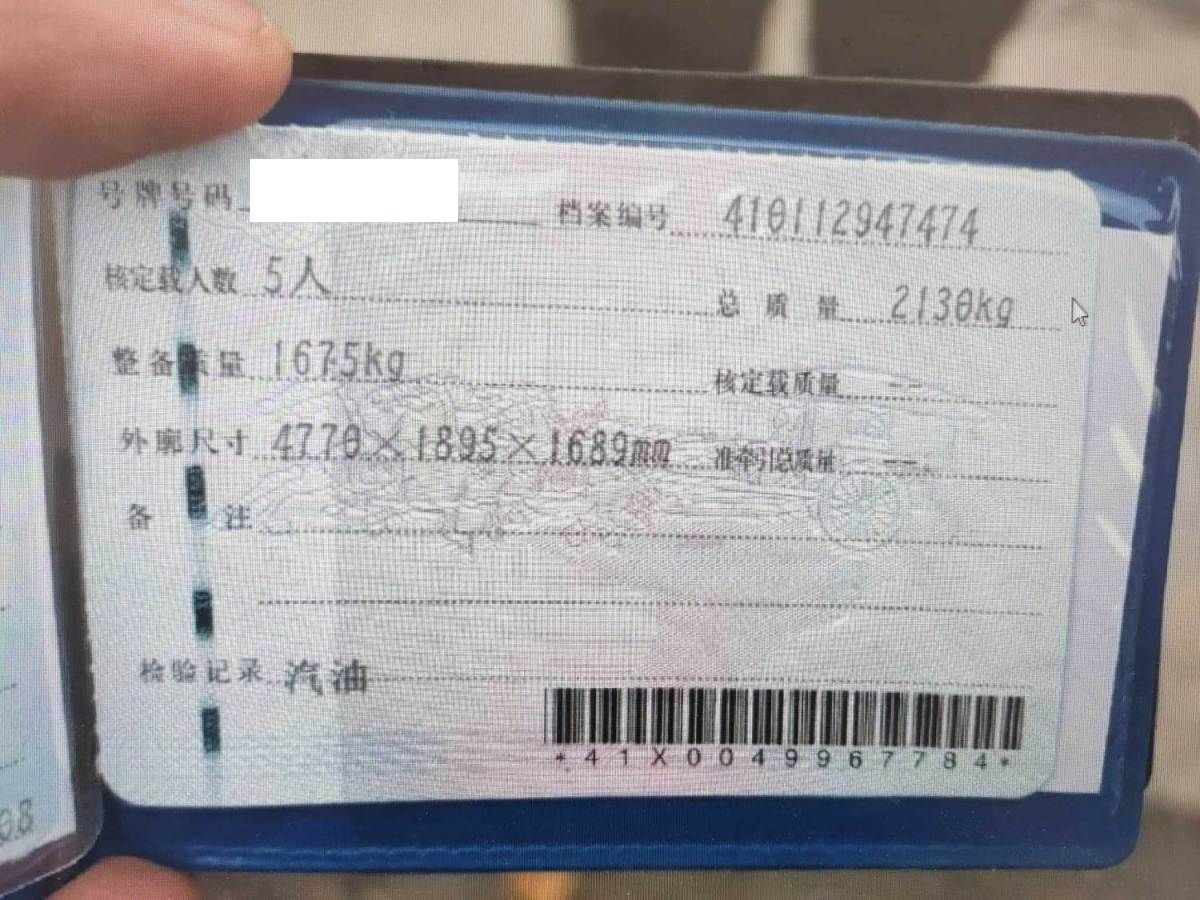 号牌号码 档案编号 410112947474
核定载人数 5人 总质量 2130kg
整备质量 1675kg 核定载质量 --
外廓尺寸 4770×1895×1689mm 准牵引总质量 --
备注
检验记录 汽油
*41X0049967784*